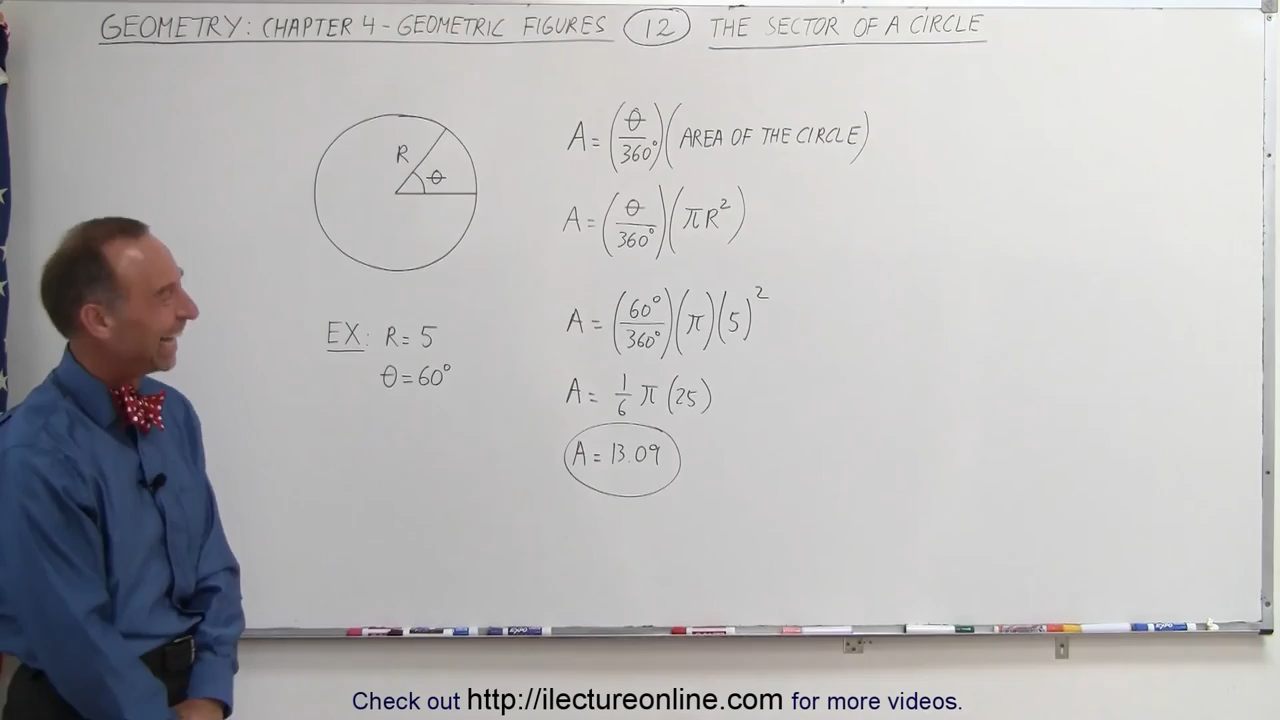 GEOMETRY: CHAPTER 4 - GEOMETRIC FIGURES 12 THE SECTOR OF A CIRCLE
R
θ
A = (θ/360°)(AREA OF THE CIRCLE)
A = (θ/360°)(πR²)
EX: R = 5
θ = 60°
A = (60°/360°)(π)(5)²
A = 1/6 π (25)
A = 13.09
Check out http://ilectureonline.com for more videos.